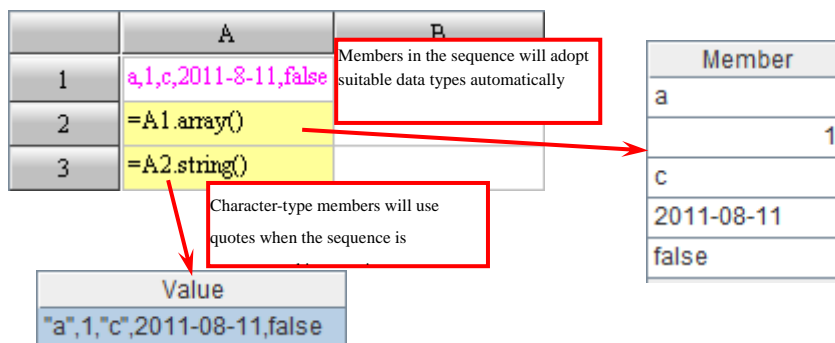 A
B
1
a,1,c,2011-8-11,false
2
=A1.array()
3
=A2.string()
Members in the sequence will adopt
suitable data types automatically
Member
a
1
c
2011-08-11
false
Character-type members will use
quotes when the sequence is
Value
"a",1,"c",2011-08-11,false